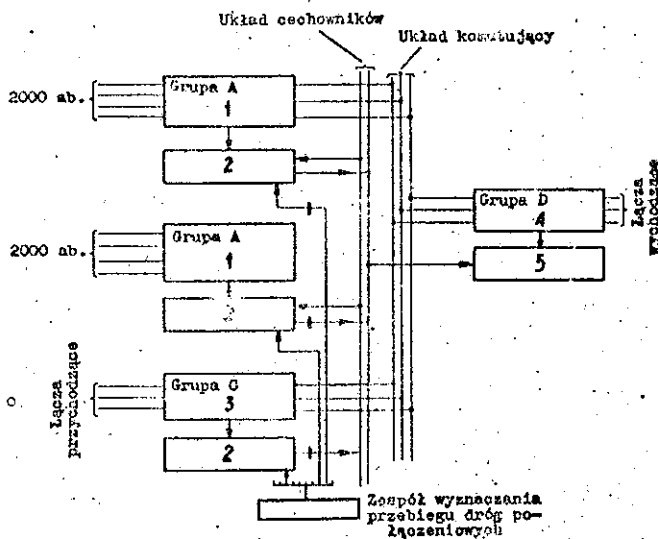 Układ cechowników
Układ komutujący
2000 ab.
Grupa A
1
2
2000 ab.
Grupa A
1
2
Łącza
przychodzące
Grupa C
3
2
Grupa D
4
5
Łącza
wychodzące
Zespół wyznaczania
przebiegu dróg po-
łączeniowych